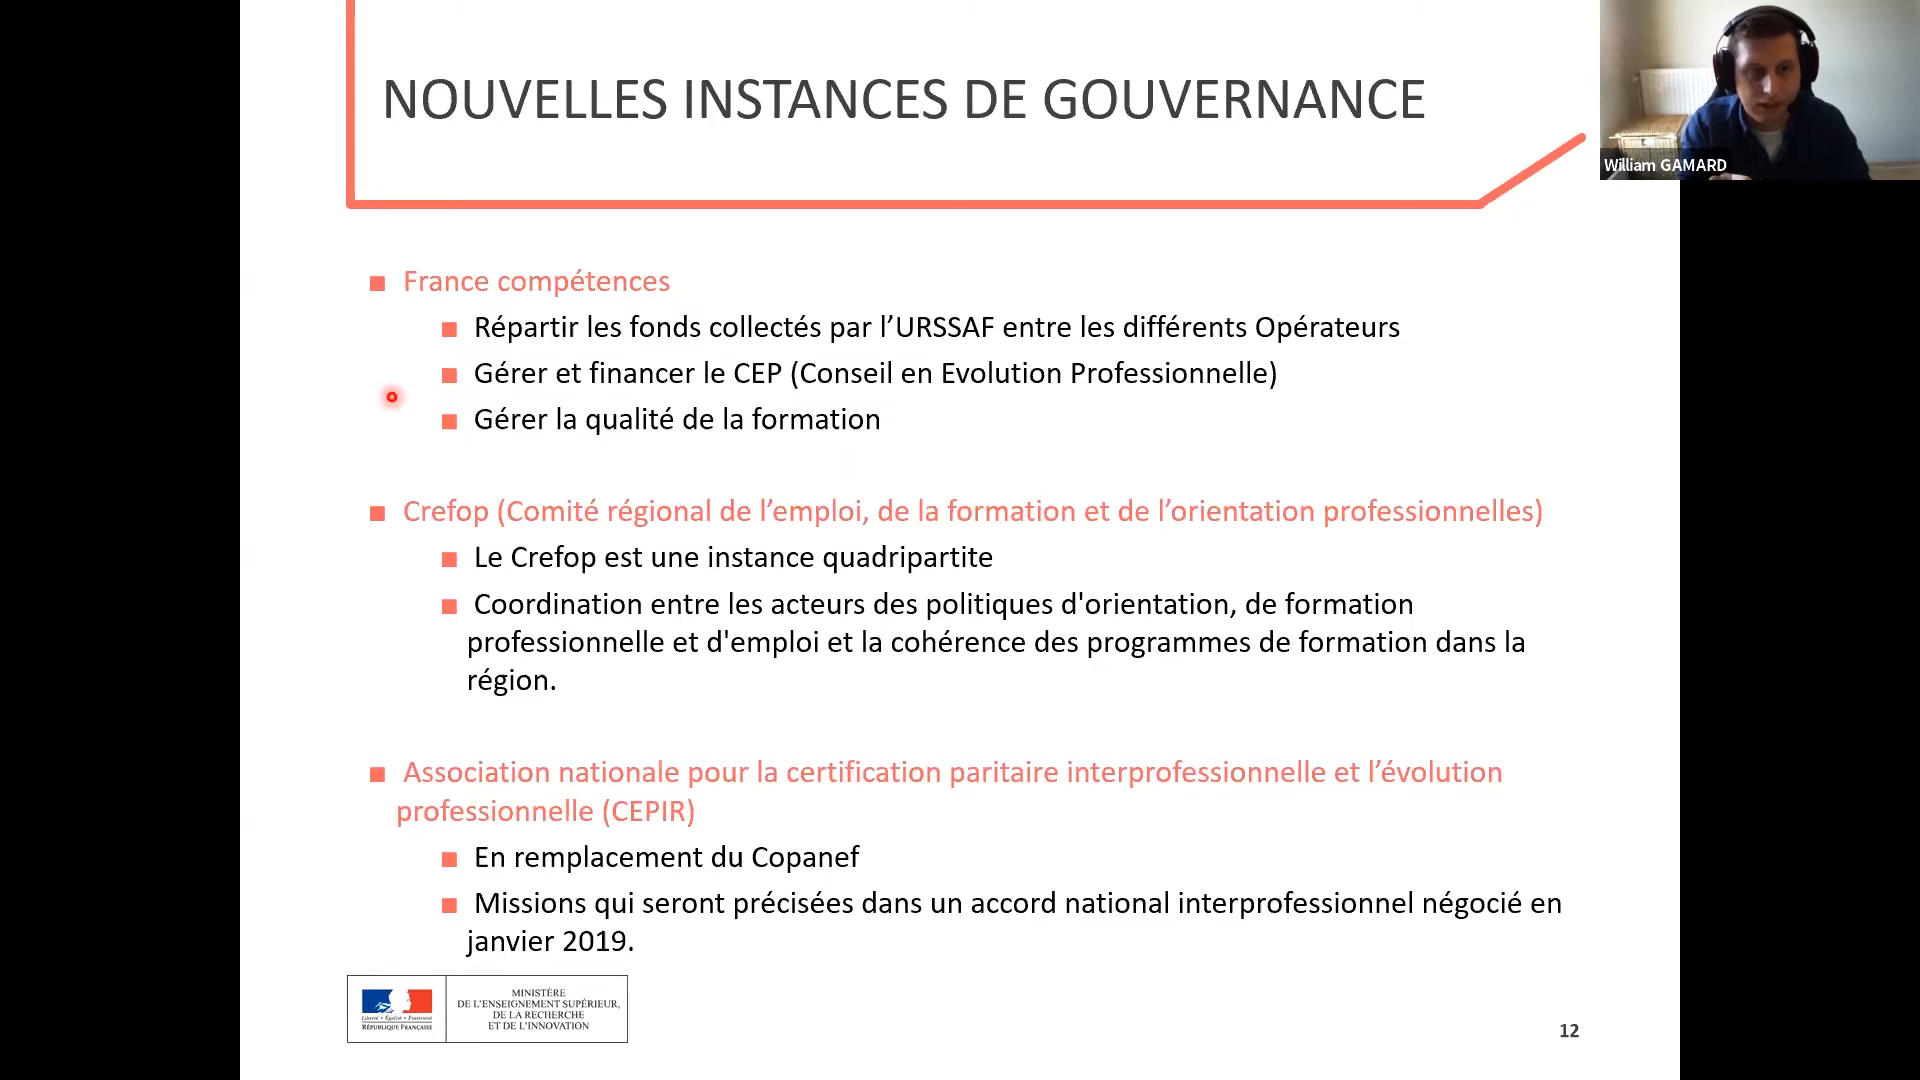 NOUVELLES INSTANCES DE GOUVERNANCE
William GAMARD
■ France compétences
■ Répartir les fonds collectés par l’URSSAF entre les différents Opérateurs
■ Gérer et financer le CEP (Conseil en Evolution Professionnelle)
■ Gérer la qualité de la formation
■ Crefop (Comité régional de l’emploi, de la formation et de l’orientation professionnelles)
■ Le Crefop est une instance quadripartite
■ Coordination entre les acteurs des politiques d'orientation, de formation
professionnelle et d'emploi et la cohérence des programmes de formation dans la
région.
■ Association nationale pour la certification paritaire interprofessionnelle et l’évolution
professionnelle (CEPIR)
■ En remplacement du Copanef
■ Missions qui seront précisées dans un accord national interprofessionnel négocié en
janvier 2019.
Liberté • Égalité • Fraternité
RÉPUBLIQUE FRANÇAISE
MINISTÈRE
DE L’ENSEIGNEMENT SUPÉRIEUR,
DE LA RECHERCHE
ET DE L’INNOVATION
12